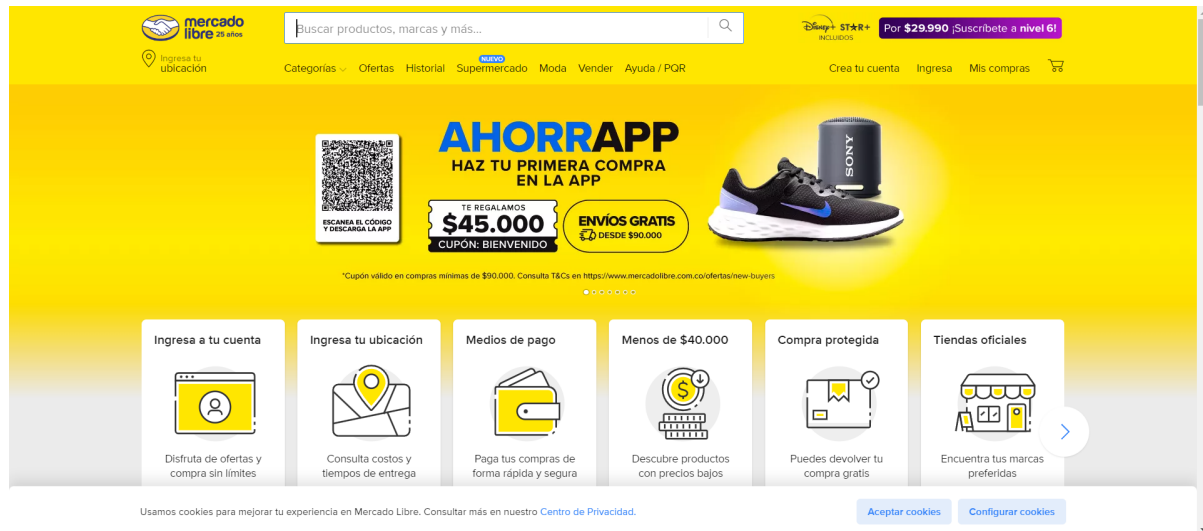 mercado
libre 25 años
Buscar productos, marcas y más...
Disney+ ST★R+
INCLUIDOS
Por $29.990 ¡Suscríbete a nivel 6!
Ingresa tu
ubicación
NUEVO
Categorías Ofertas Historial Supermercado Moda Vender Ayuda / PQR
Crea tu cuenta Ingresa Mis compras
ESCANEA EL CÓDIGO
Y DESCARGA LA APP
AHORRAPP
HAZ TU PRIMERA COMPRA
EN LA APP
TE REGALAMOS
$45.000
CUPÓN: BIENVENIDO
ENVÍOS GRATIS
DESDE $90.000
SONY
*Cupón válido en compras mínimas de $90.000. Consulta T&Cs en https://www.mercadolibre.com.co/ofertas/new-buyers
Ingresa a tu cuenta
Disfruta de ofertas y
compra sin límites
Ingresa tu ubicación
Consulta costos y
tiempos de entrega
Medios de pago
Paga tus compras de
forma rápida y segura
Menos de $40.000
Descubre productos
con precios bajos
Compra protegida
Puedes devolver tu
compra gratis
Tiendas oficiales
Encuentra tus marcas
preferidas
Usamos cookies para mejorar tu experiencia en Mercado Libre. Consultar más en nuestro Centro de Privacidad.
Aceptar cookies
Configurar cookies